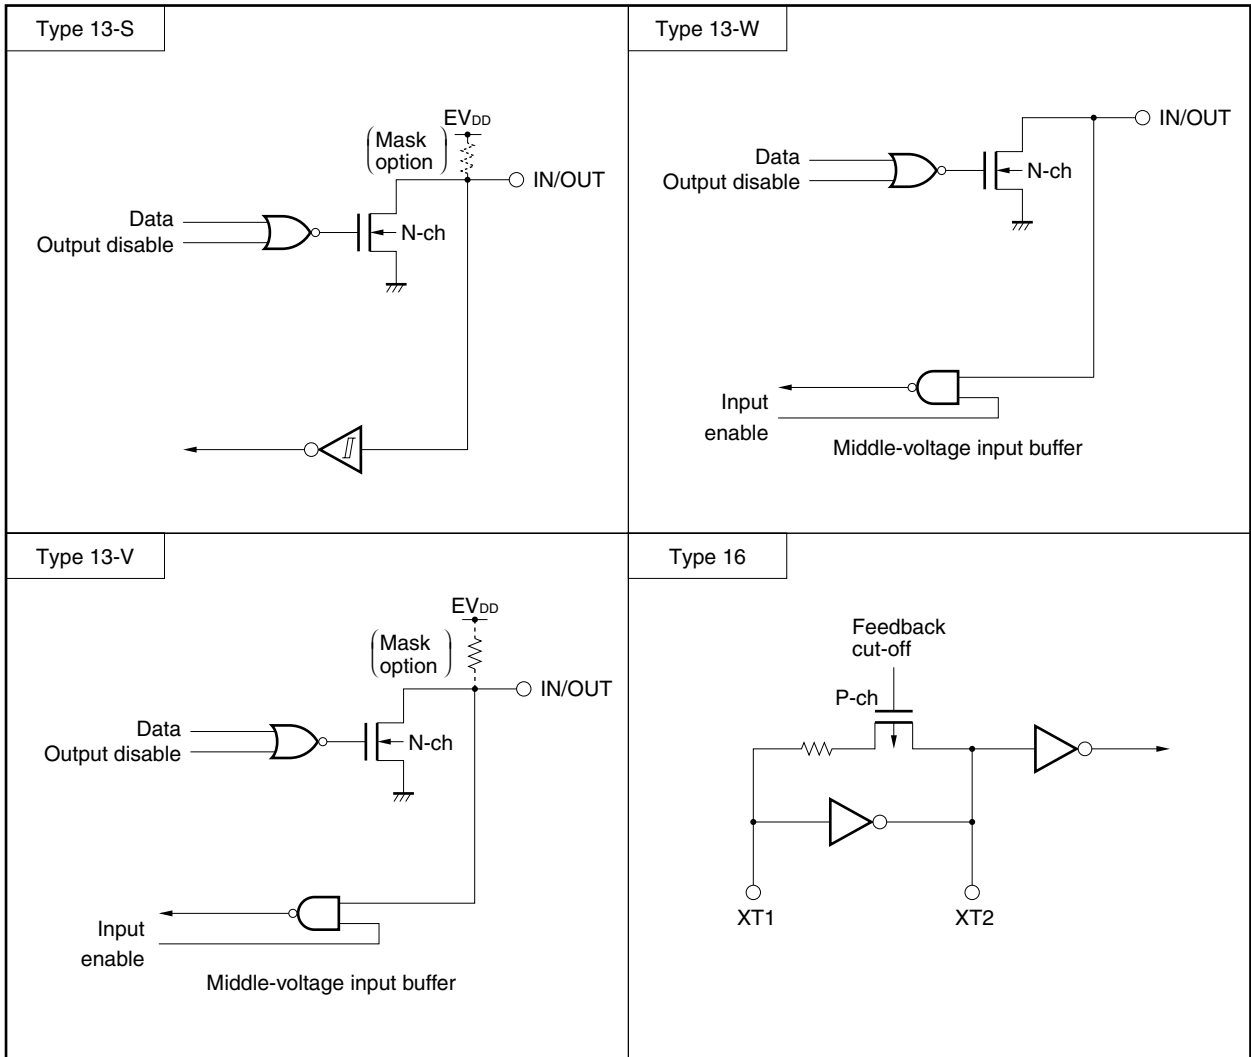 Type 13-S
EVDD
(Mask
option)
IN/OUT
Data
Output disable
N-ch
Type 13-W
IN/OUT
Data
Output disable
N-ch
Input
enable
Middle-voltage input buffer
Type 13-V
EVDD
(Mask
option)
IN/OUT
Data
Output disable
N-ch
Input
enable
Middle-voltage input buffer
Type 16
Feedback
cut-off
P-ch
XT1
XT2